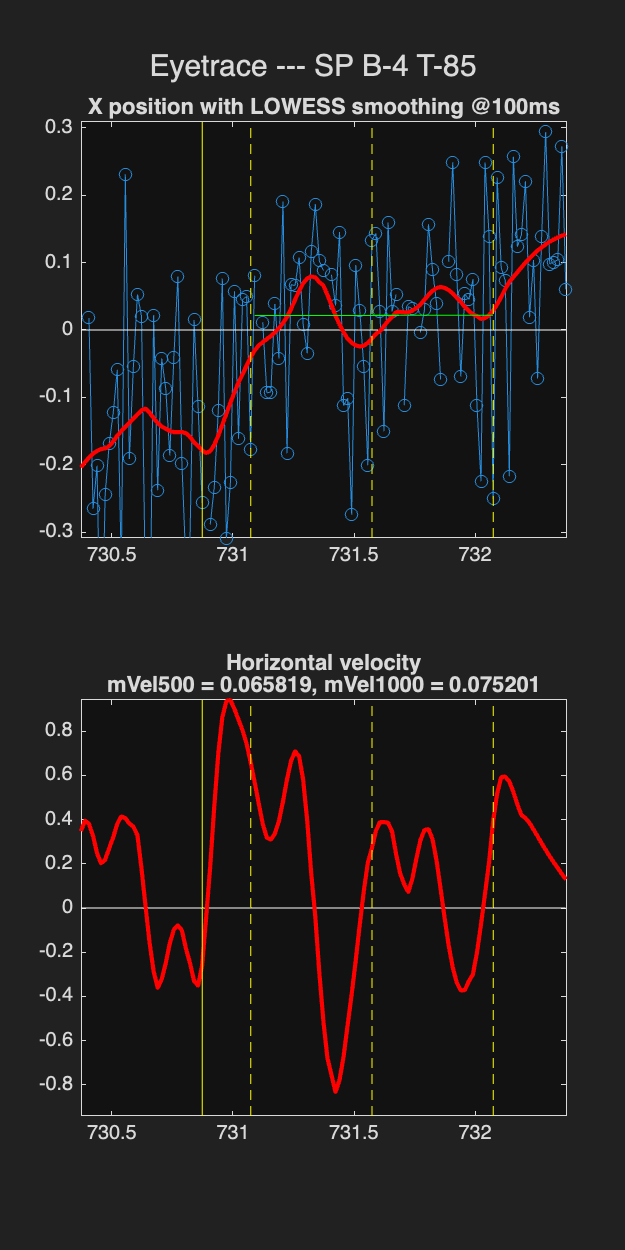 Eyetrace --- SP B-4 T-85
X position with LOWESS smoothing @100ms
0.3
0.2
0.1
0
-0.1
-0.2
-0.3
730.5 731 731.5 732
Horizontal velocity
mVel500 = 0.065819, mVel1000 = 0.075201
0.8
0.6
0.4
0.2
0
-0.2
-0.4
-0.6
-0.8
730.5 731 731.5 732